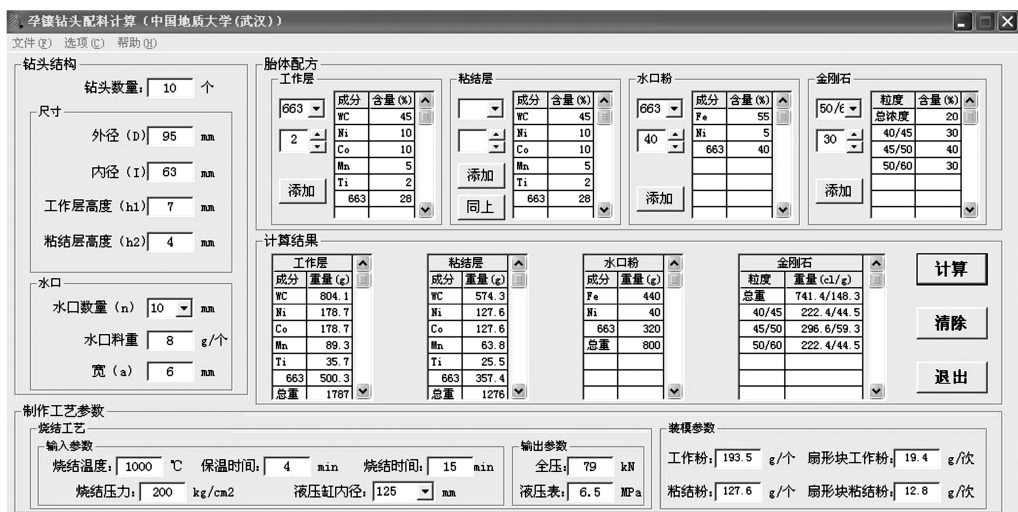 孕镶钻头配料计算(中国地质大学(武汉))
文件(F) 选项(C) 帮助(H)
钻头结构
钻头数量: 10 个
尺寸
外径 (D) 95 mm
内径 (I) 63 mm
工作层高度 (h1) 7 mm
粘结层高度 (h2) 4 mm
水口
水口数量 (n) 10 mm
水口料重 8 g/个
宽 (a) 6 mm
胎体配方
工作层
663
2
添加
成分 含量(%)
WC 45
Ni 10
Co 10
Mn 5
Ti 2
663 28
粘结层
添加
同上
成分 含量(%)
WC 45
Ni 10
Co 10
Mn 5
Ti 2
663 28
水口粉
663
40
添加
成分 含量(%)
Fe 55
Ni 5
663 40
金刚石
50/6
30
添加
粒度 含量(%)
总浓度 20
40/45 30
45/50 40
50/60 30
计算结果
工作层
成分 重量(g)
WC 804.1
Ni 178.7
Co 178.7
Mn 89.3
Ti 35.7
663 500.3
总重 1787
粘结层
成分 重量(g)
WC 574.3
Ni 127.6
Co 127.6
Mn 63.8
Ti 25.5
663 357.4
总重 1276
水口粉
成分 重量(g)
Fe 440
Ni 40
663 320
总重 800
金刚石
粒度 重量(cl/g)
总重 741.4/148.3
40/45 222.4/44.5
45/50 296.6/59.3
50/60 222.4/44.5
计算
清除
退出
制作工艺参数
烧结工艺
输入参数
烧结温度: 1000 ℃ 保温时间: 4 min 烧结时间: 15 min
烧结压力: 200 kg/cm2 液压缸内径: 125 mm
输出参数
全压: 79 kN
液压表: 6.5 MPa
装模参数
工作粉: 193.5 g/个 扇形块工作粉: 19.4 g/次
粘结粉: 127.6 g/个 扇形块粘结粉: 12.8 g/次